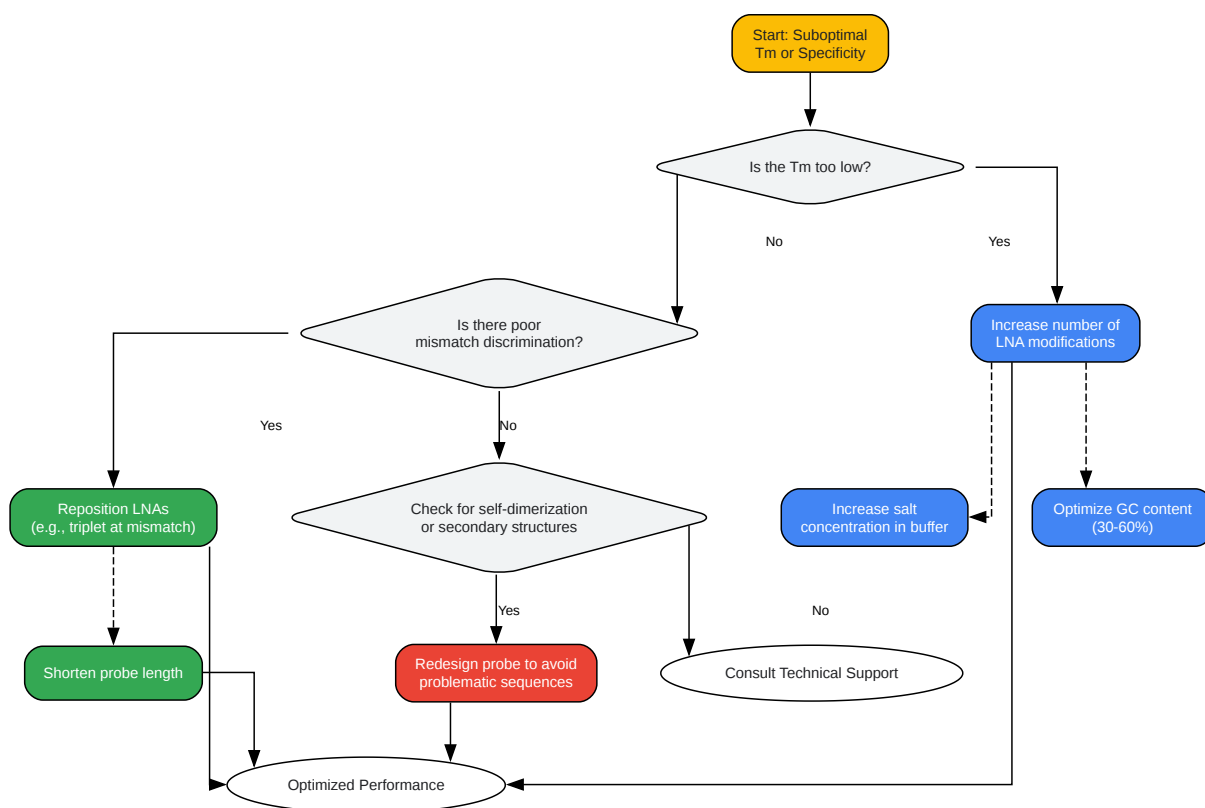 Start: Suboptimal
Tm or Specificity
Is the Tm too low?
No
Yes
Is there poor
mismatch discrimination?
Increase number of
LNA modifications
Yes
No
Reposition LNAs
(e.g., triplet at mismatch)
Check for self-dimerization
or secondary structures
Increase salt
concentration in buffer
Optimize GC content
(30-60%)
Yes
No
Shorten probe length
Redesign probe to avoid
problematic sequences
Consult Technical Support
Optimized Performance